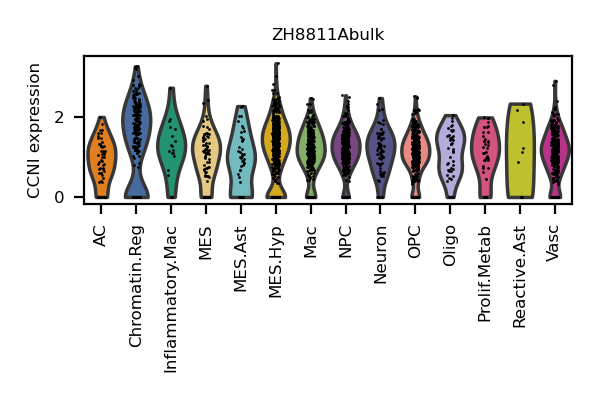 ZH8811Abulk
CCNI expression
2
0
AC
Chromatin.Reg
Inflammatory.Mac
MES
MES.Ast
MES.Hyp
Mac
NPC
Neuron
OPC
Oligo
Prolif.Metab
Reactive.Ast
Vasc